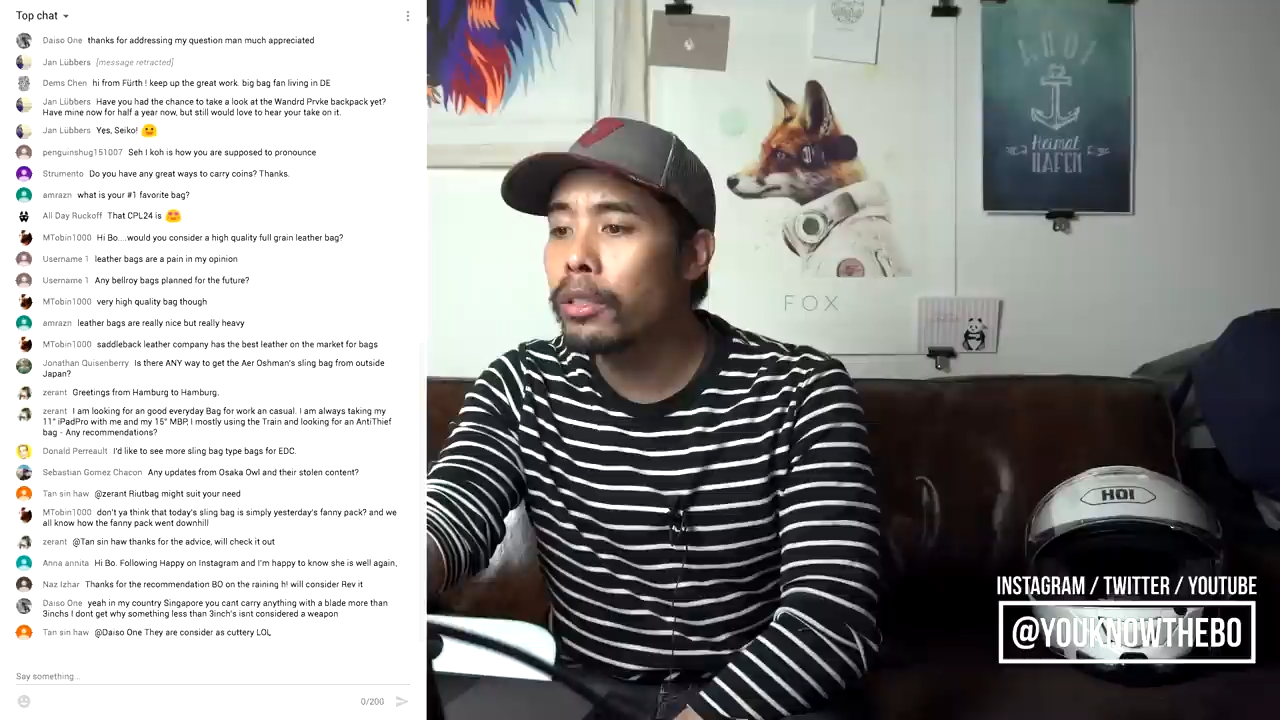 Top chat
Daiso One thanks for addressing my question man much appreciated
Jan Lübbers [message retracted]
Dems Chen hi from Fürth ! keep up the great work. big bag fan living in DE
Jan Lübbers Have you had the chance to take a look at the Wandrd Prvke backpack yet?
Have mine now for half a year now, but still would love to hear your take on it.
Jan Lübbers Yes, Seiko!
penguinshug151007 Seh I koh is how you are supposed to pronounce
Strumento Do you have any great ways to carry coins? Thanks.
amrazn what is your #1 favorite bag?
All Day Ruckoff That CPL24 is
MTobin1000 Hi Bo....would you consider a high quality full grain leather bag?
Username 1 leather bags are a pain in my opinion
Username 1 Any bellroy bags planned for the future?
MTobin1000 very high quality bag though
amrazn leather bags are really nice but really heavy
MTobin1000 saddleback leather company has the best leather on the market for bags
Jonathan Quisenberry Is there ANY way to get the Aer Oshman's sling bag from outside
Japan?
zerant Greetings from Hamburg to Hamburg,
zerant I am looking for an good everyday Bag for work an casual. I am always taking my
11" iPadPro with me and my 15" MBP, I mostly using the Train and looking for an AntiThief
bag - Any recommendations?
Donald Perreault I'd like to see more sling bag type bags for EDC.
Sebastian Gomez Chacon Any updates from Osaka Owl and their stolen content?
Tan sin haw @zerant Riutbag might suit your need
MTobin1000 don't ya think that today's sling bag is simply yesterday's fanny pack? and we
all know how the fanny pack went downhill
zerant @Tan sin haw thanks for the advice, will check it out
Anna annita Hi Bo. Following Happy on Instagram and I'm happy to know she is well again,
Naz Izhar Thanks for the recommendation BO on the raining h! will consider Rev it
Daiso One yeah in my country Singapore you cant carry anything with a blade more than
3inchs I dont get why something less than 3inch's isnt considered a weapon
Tan sin haw @Daiso One They are consider as cuttery LOL,
Say something...
0/200
AHOI
Heimat
HAFEN
FOX
HOI
INSTAGRAM / TWITTER / YOUTUBE
@YOUKNOWTHEBO